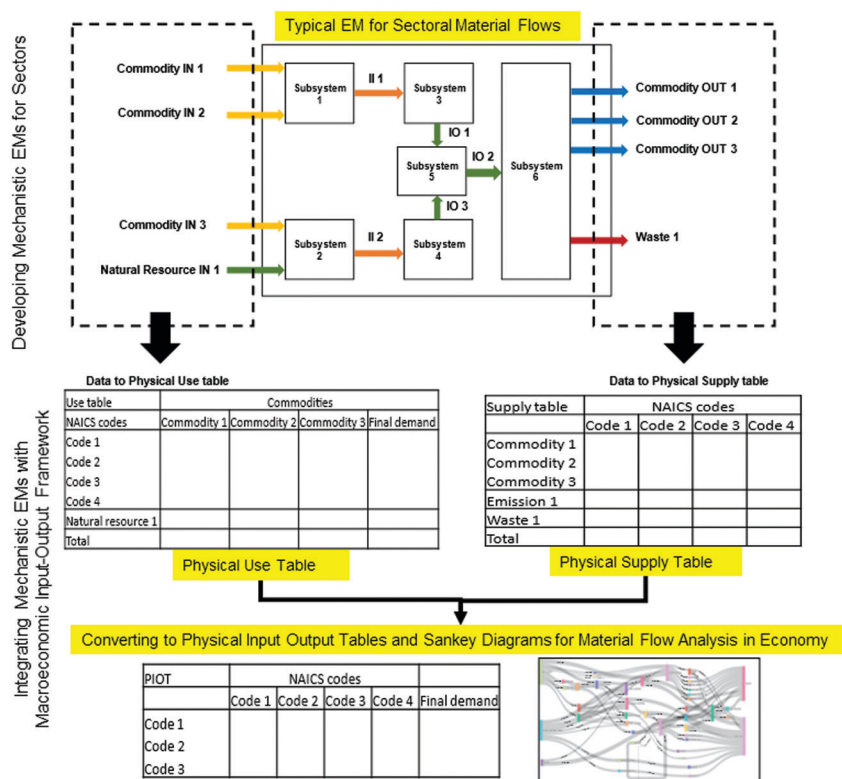 Typical EM for Sectoral Material Flows
Developing Mechanistic EMs for Sectors
Commodity IN 1
Commodity IN 2
Commodity IN 3
Natural Resource IN 1
Subsystem
1
II 1
Subsystem
3
IO 1
Subsystem
5
IO 2
IO 3
Subsystem
2
II 2
Subsystem
4
Subsystem
6
Commodity OUT 1
Commodity OUT 2
Commodity OUT 3
Waste 1
Integrating Mechanistic EMs with
Macroeconomic Input-Output Framework
Data to Physical Use table
Use table Commodities
NAICS codes Commodity 1 Commodity 2 Commodity 3 Final demand
Code 1
Code 2
Code 3
Code 4
Natural resource 1
Total
Physical Use Table
Data to Physical Supply table
Supply table NAICS codes
Code 1 Code 2 Code 3 Code 4
Commodity 1
Commodity 2
Commodity 3
Emission 1
Waste 1
Total
Physical Supply Table
Converting to Physical Input Output Tables and Sankey Diagrams for Material Flow Analysis in Economy
PIOT NAICS codes
Code 1 Code 2 Code 3 Code 4 Final demand
Code 1
Code 2
Code 3